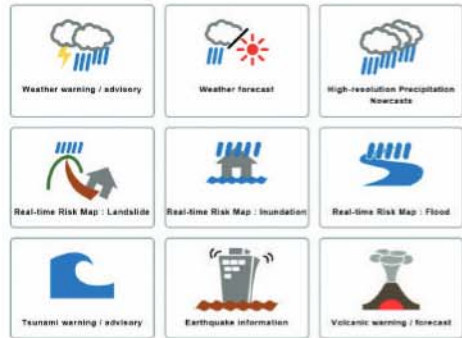 Weather warning / advisory
Weather forecast
High-resolution Precipitation
Nowcasts
Real-time Risk Map : Landslide
Real-time Risk Map : Inundation
Real-time Risk Map : Flood
Tsunami warning / advisory
Earthquake information
Volcanic warning / forecast